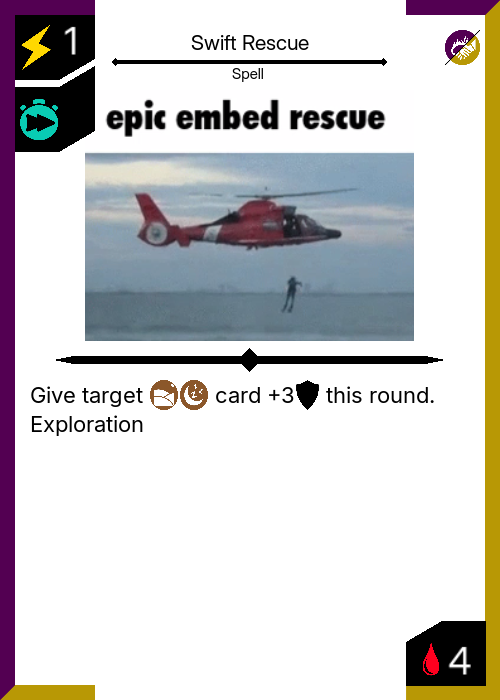 1
Swift Rescue
Spell
epic embed rescue
Give target card +3 this round.
Exploration
4